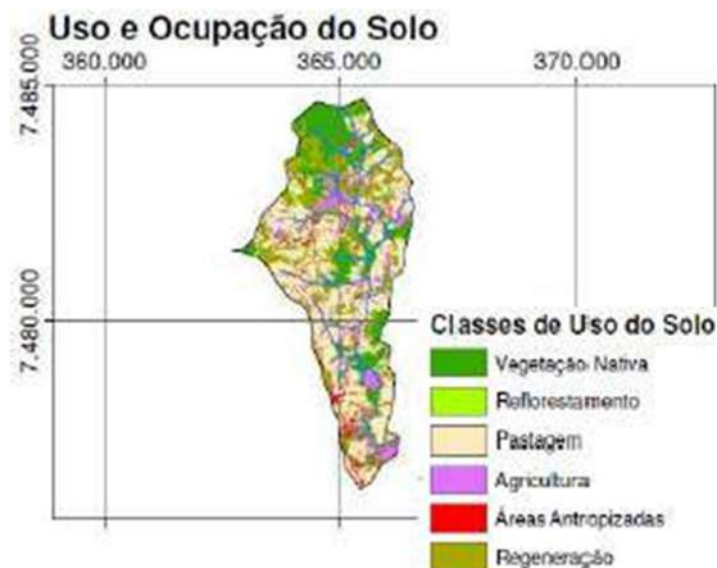 Uso e Ocupação do Solo
360.000 365.000 370.000
7.485.000
7.480.000
Classes de Uso do Solo
Vegetação Nativa
Reflorestamento
Pastagem
Agricultura
Áreas Antropizadas
Regeneração